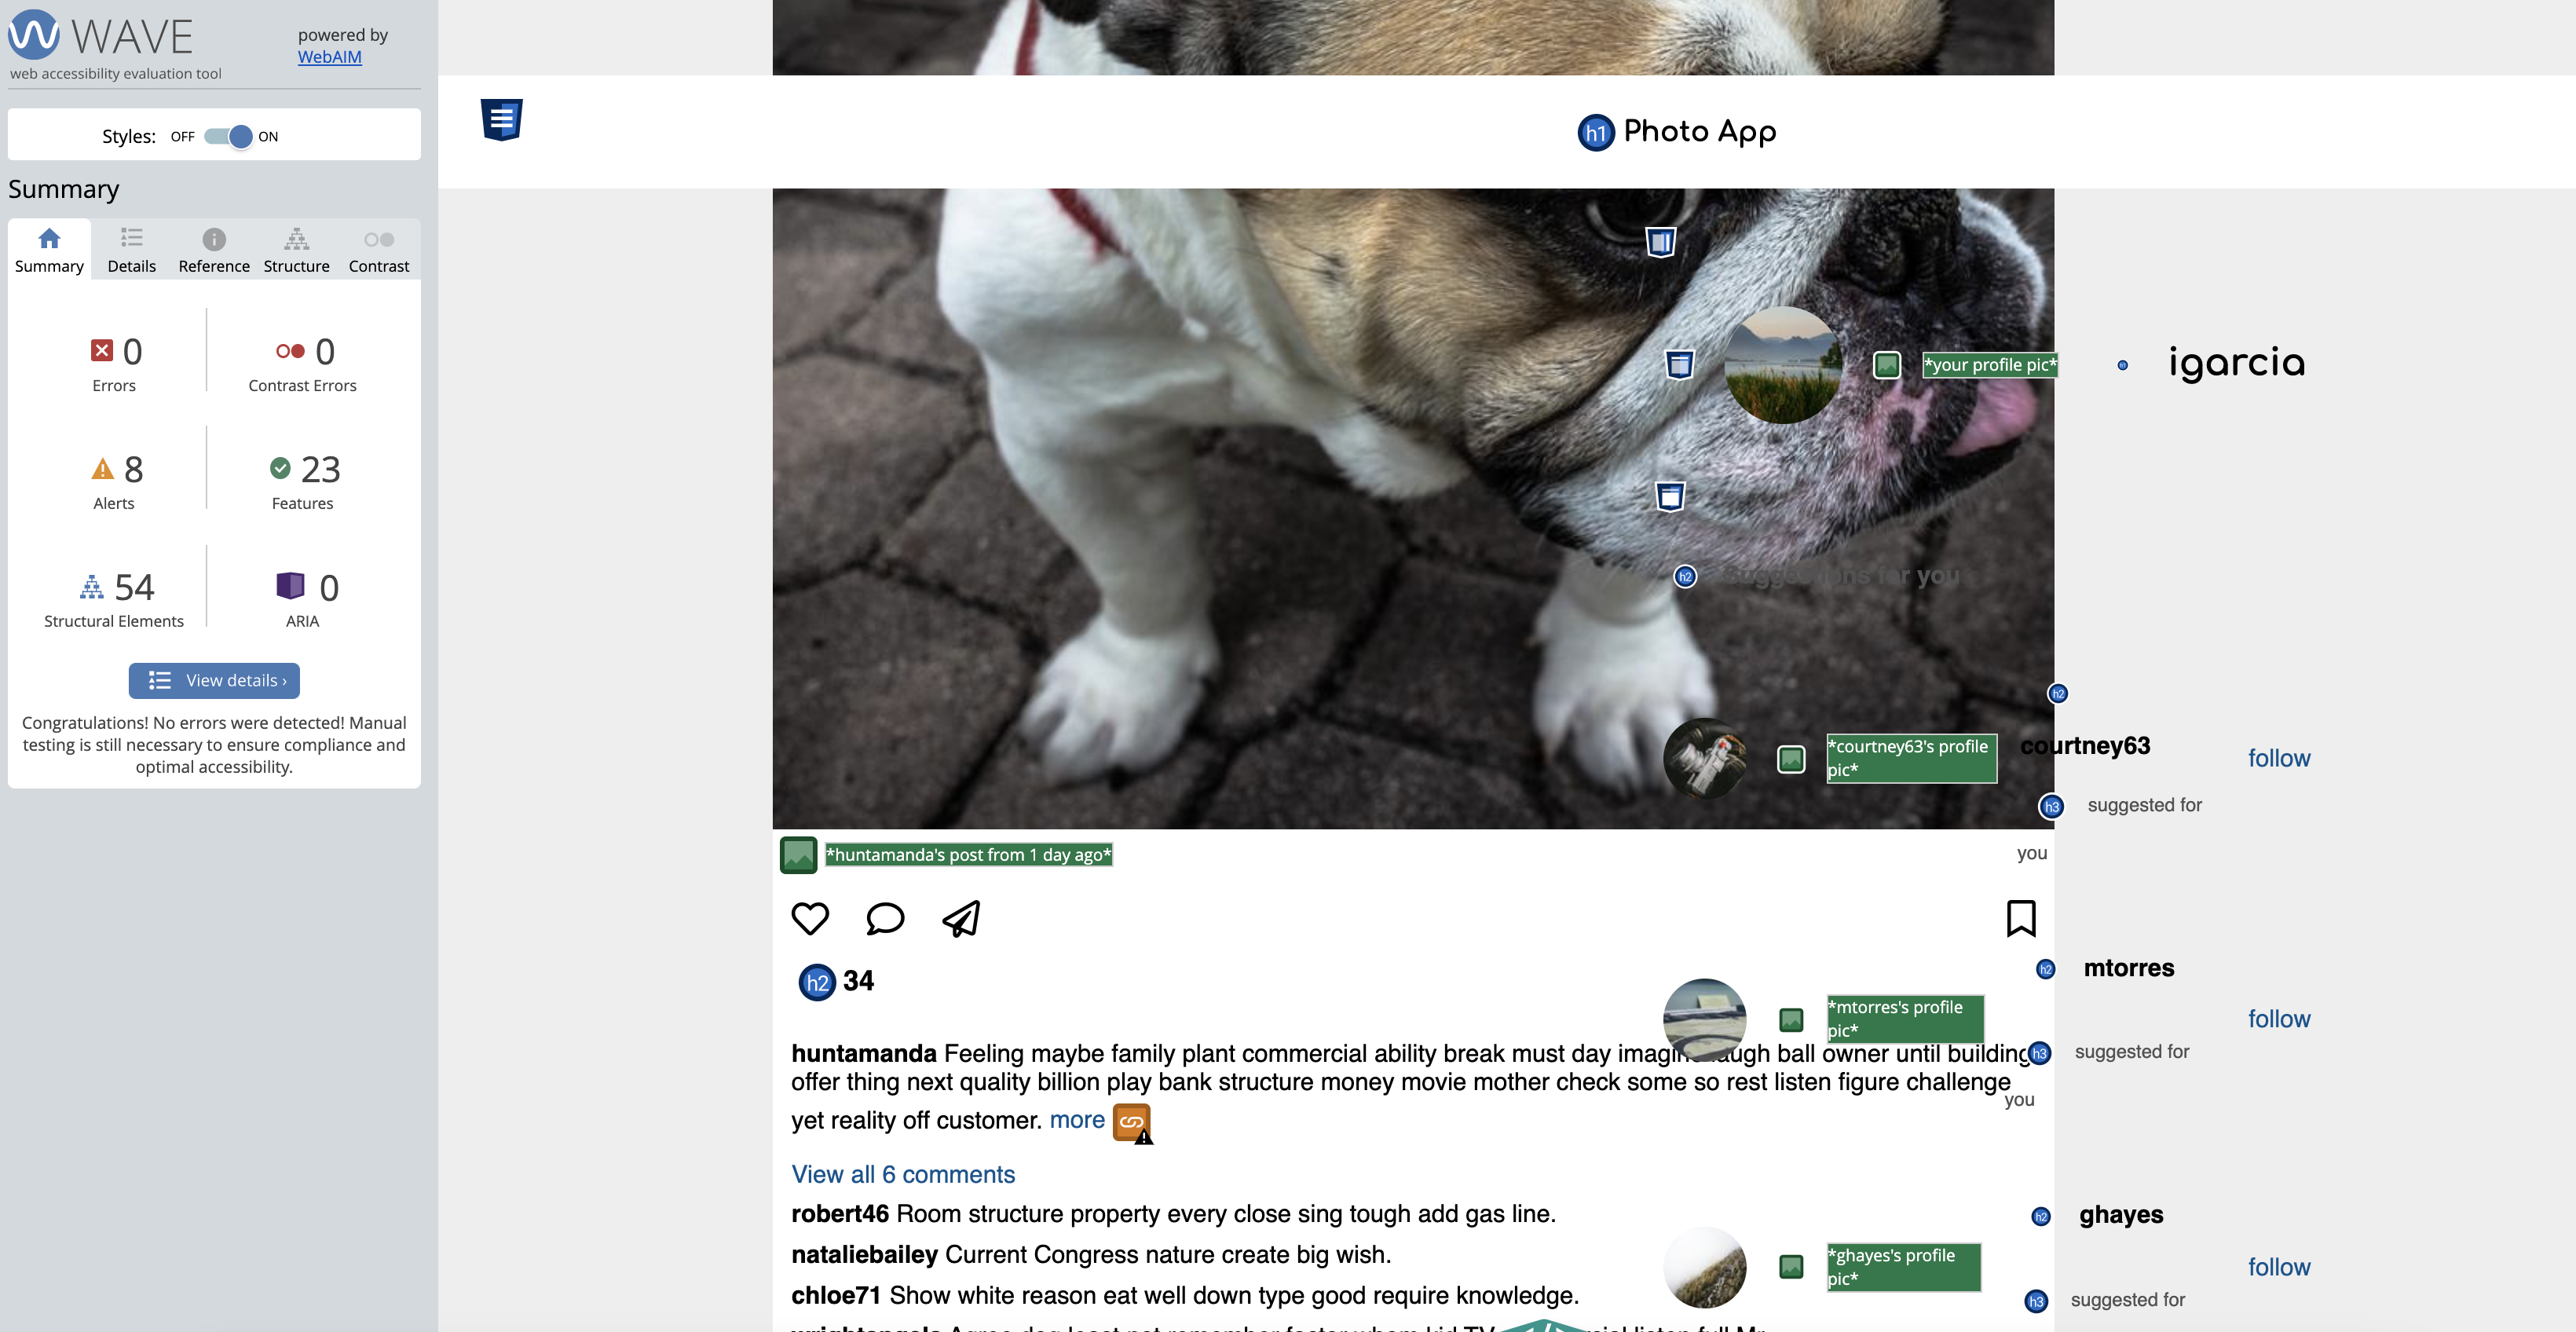 WAVE
powered by
WebAIM
web accessibility evaluation tool
Styles: OFF ON
Summary
Summary Details Reference Structure Contrast
0 0
Errors Contrast Errors
8 23
Alerts Features
54 0
Structural Elements ARIA
View details ›
Congratulations! No errors were detected! Manual
testing is still necessary to ensure compliance and
optimal accessibility.
h1 Photo App
*your profile pic*
igarcia
h2 suggestions for you
h2
*courtney63's profile
pic*
courtney63
follow
h3 suggested for
you
*huntamanda's post from 1 day ago*
h2 34
h2 mtorres
*mtorres's profile
pic*
follow
h3 suggested for
you
huntamanda Feeling maybe family plant commercial ability break must day ball owner until building
offer thing next quality billion play bank structure money movie mother check some so rest listen figure challenge
yet reality off customer. more
View all 6 comments
robert46 Room structure property every close sing tough add gas line.
nataliebailey Current Congress nature create big wish.
chloe71 Show white reason eat well down type good require knowledge.
h2 ghayes
*ghayes's profile
pic*
follow
h3 suggested for